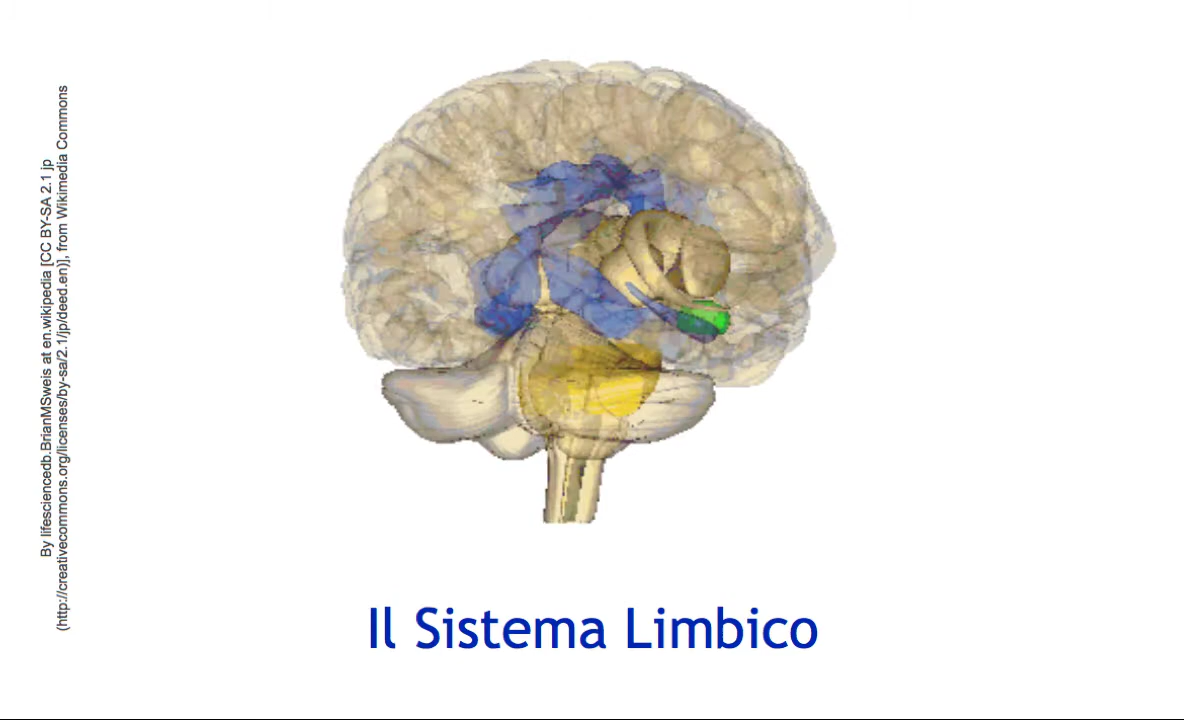 By lifesciencedb.BrianMSweis at en.wikipedia [CC BY-SA 2.1 jp
(http://creativecommons.org/licenses/by-sa/2.1/jp/deed.en)], from Wikimedia Commons
Il Sistema Limbico